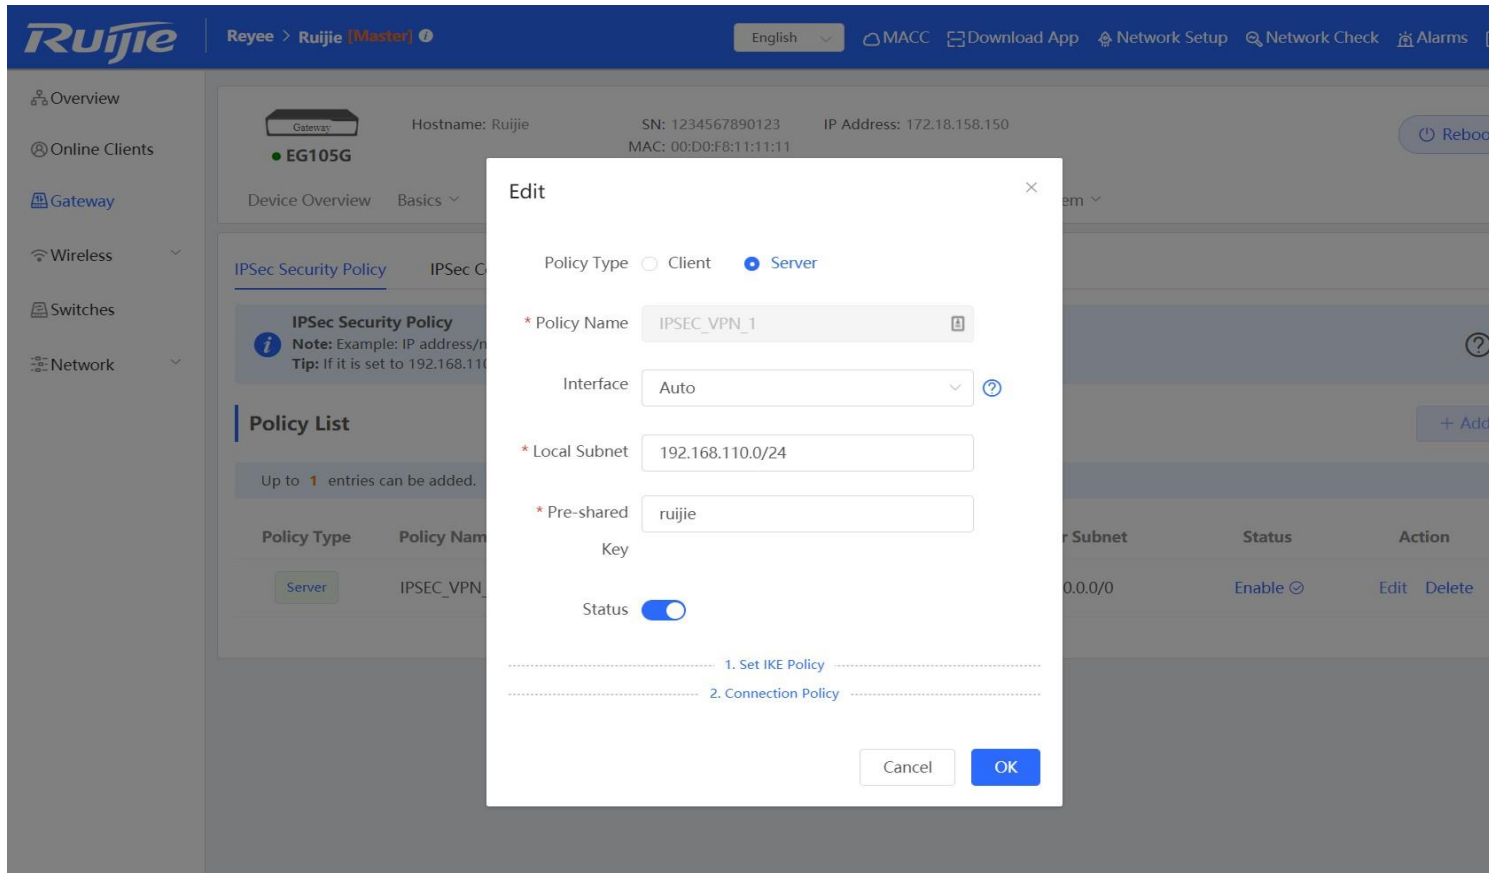 Ruijie
Reyee > Ruijie [Master]
English
MACC
Download App
Network Setup
Network Check
Alarms
Overview
Online Clients
Gateway
Wireless
Switches
Network
Gateway
EG105G
Hostname: Ruijie
SN: 1234567890123
IP Address: 172.18.158.150
MAC: 00:D0:F8:11:11:11
Reboo
Device Overview
Basics
em
IPSec Security Policy
IPSec C
IPSec Security Policy
Note: Example: IP address/n
Tip: If it is set to 192.168.110
Policy List
+ Add
Up to 1 entries can be added.
Policy Type
Policy Nam
r Subnet
Status
Action
Server
IPSEC_VPN_
0.0.0/0
Enable
Edit
Delete
Edit
Policy Type
Client
Server
* Policy Name
IPSEC_VPN_1
Interface
Auto
* Local Subnet
192.168.110.0/24
* Pre-shared
Key
ruijie
Status
1. Set IKE Policy
2. Connection Policy
Cancel
OK